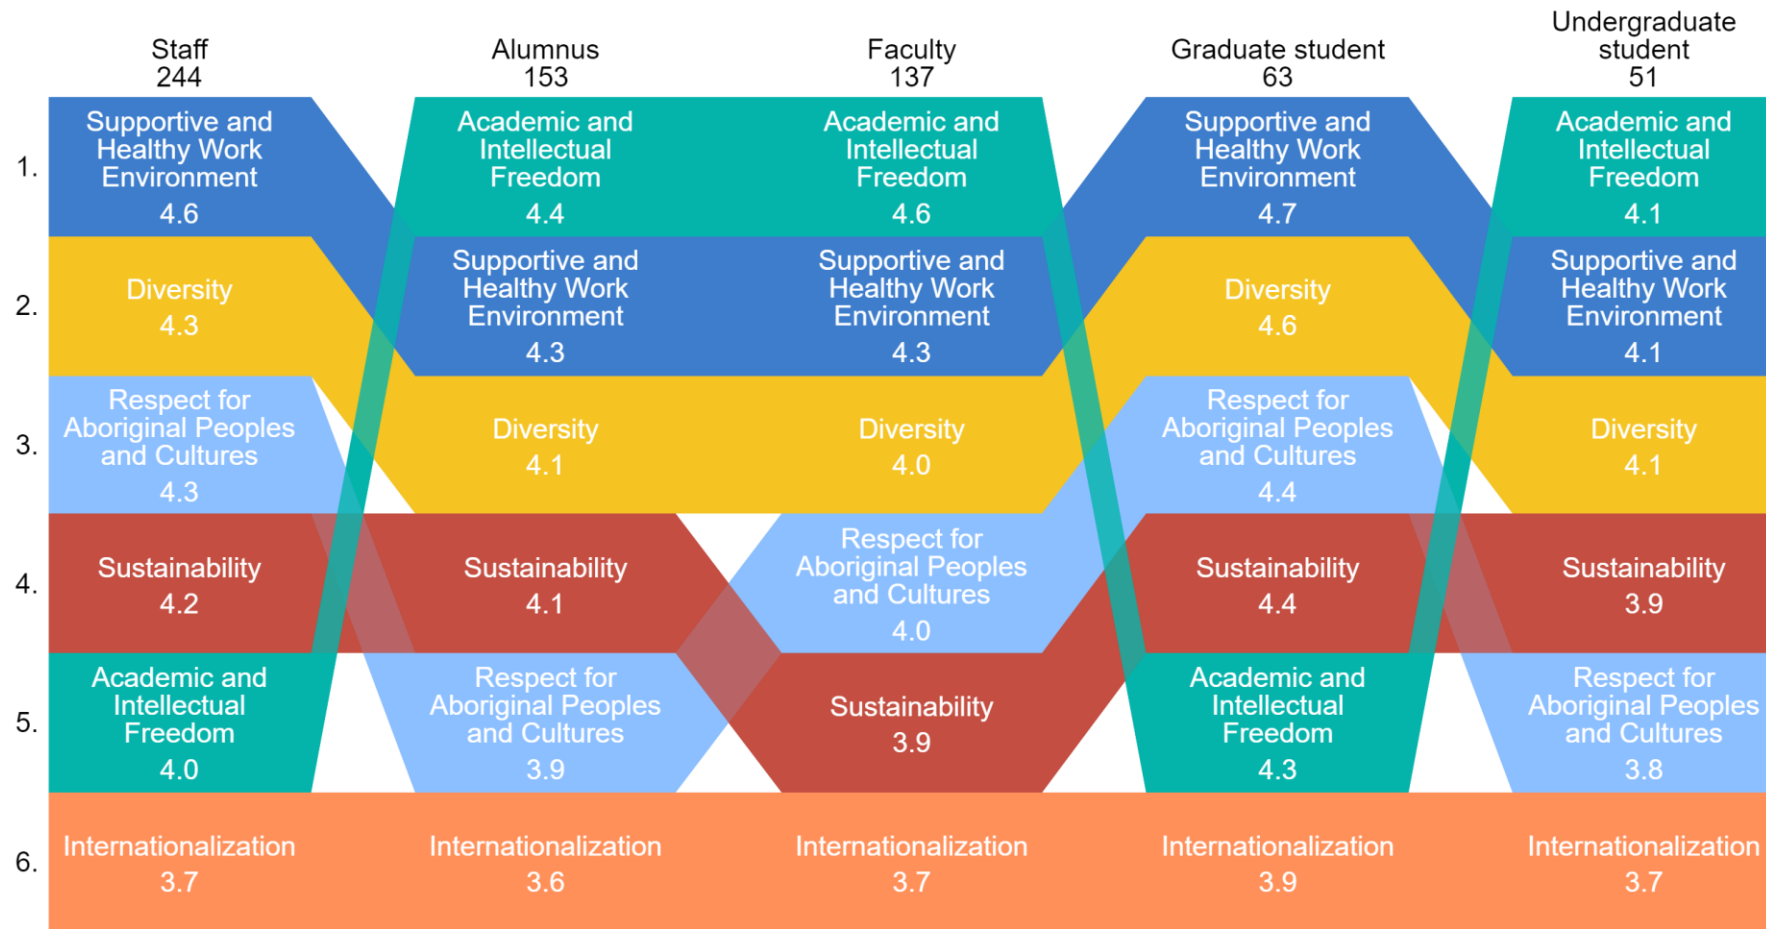 Staff
244
Alumnus
153
Faculty
137
Graduate student
63
Undergraduate
student
51
1.
Supportive and
Healthy Work
Environment
4.6
Academic and
Intellectual
Freedom
4.4
Academic and
Intellectual
Freedom
4.6
Supportive and
Healthy Work
Environment
4.7
Academic and
Intellectual
Freedom
4.1
2.
Diversity
4.3
Supportive and
Healthy Work
Environment
4.3
Supportive and
Healthy Work
Environment
4.3
Diversity
4.6
Supportive and
Healthy Work
Environment
4.1
3.
Respect for
Aboriginal Peoples
and Cultures
4.3
Diversity
4.1
Diversity
4.0
Respect for
Aboriginal Peoples
and Cultures
4.4
Diversity
4.1
4.
Sustainability
4.2
Sustainability
4.1
Respect for
Aboriginal Peoples
and Cultures
4.0
Sustainability
4.4
Sustainability
3.9
5.
Academic and
Intellectual
Freedom
4.0
Respect for
Aboriginal Peoples
and Cultures
3.9
Sustainability
3.9
Academic and
Intellectual
Freedom
4.3
Respect for
Aboriginal Peoples
and Cultures
3.8
6.
Internationalization
3.7
Internationalization
3.6
Internationalization
3.7
Internationalization
3.9
Internationalization
3.7